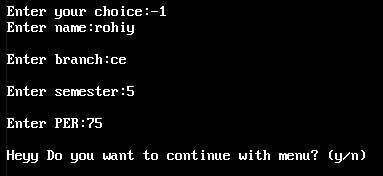 Enter your choice:-1
Enter name:rohiy
Enter branch:ce
Enter semester:5
Enter PER:75
Heyy Do you want to continue with menu? (y/n)